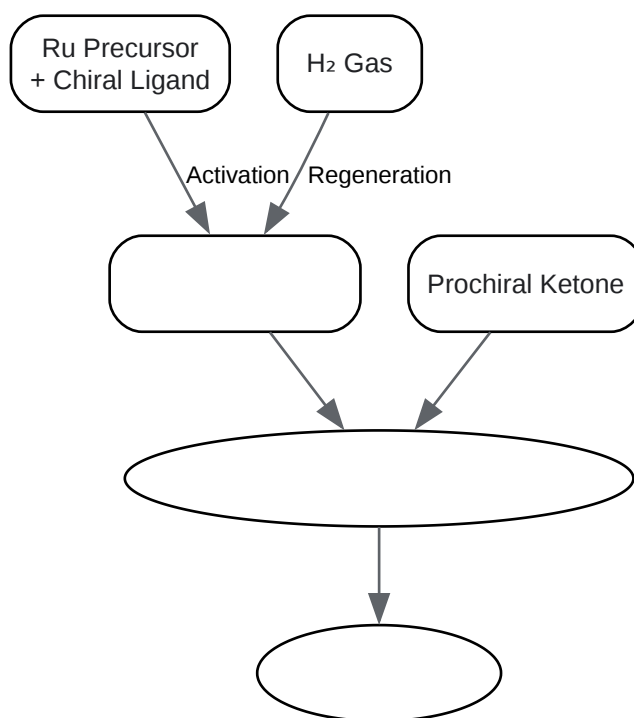 Ru Precursor
+ Chiral Ligand
H₂ Gas
Activation
Regeneration
Prochiral Ketone